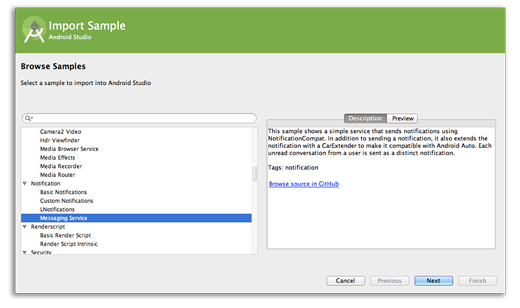 Import Sample
Android Studio
Browse Samples
Select a sample to import into Android Studio
Camera2 Video
Hdr Viewfinder
Media Browser Service
Media Effects
Media Recorder
Media Router
Notification
Basic Notifications
Custom Notifications
LNotifications
Messaging Service
Renderscript
Basic Render Script
Render Script Intrinsic
Security
Description Preview
This sample shows a simple service that sends notifications using
NotificationCompat. In addition to sending a notification, it also extends the
notification with a CarExtender to make it compatible with Android Auto. Each
unread conversation from a user is sent as a distinct notification.
Tags: notification
Browse source in GitHub
Cancel Previous Next Finish